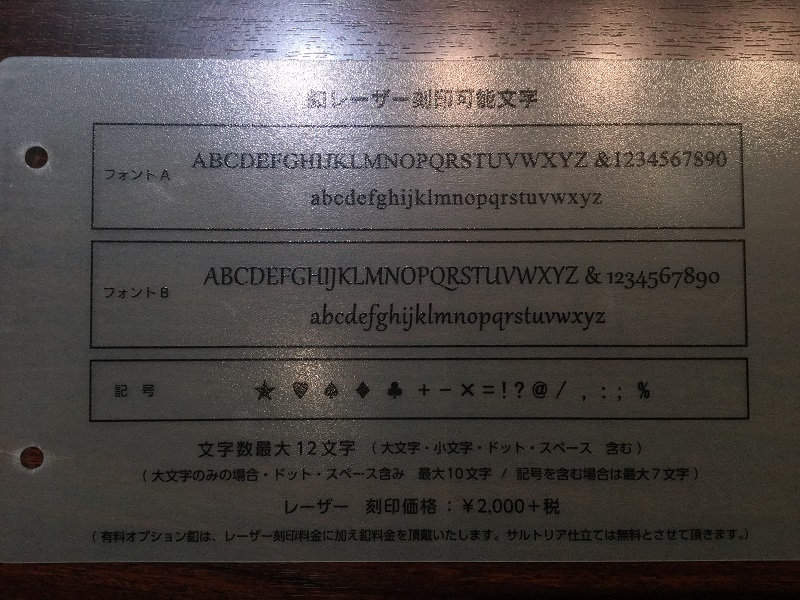 釦レーザー刻印可能文字
フォントA
ABCDEFGHIJKLMNOPQRSTUVWXYZ &1234567890
abcdefghijklmnopqrstuvwxyz
フォントB
ABCDEFGHIJKLMNOPQRSTUVWXYZ & 1234567890
abcdefghijklmnopqrstuvwxyz
記号 ★ ♥ ♠ ♦ ♣ + − × = ! ? @ / , : ; %
文字数最大12文字 (大文字・小文字・ドット・スペース 含む)
(大文字のみの場合・ドット・スペース含み 最大10文字 / 記号を含む場合は最大7文字)
レーザー 刻印価格:¥2,000+税
(有料オプション釦は、レーザー刻印料金に加え釦料金を頂戴いたします。サルトリア仕立ては無料とさせて頂きます。)